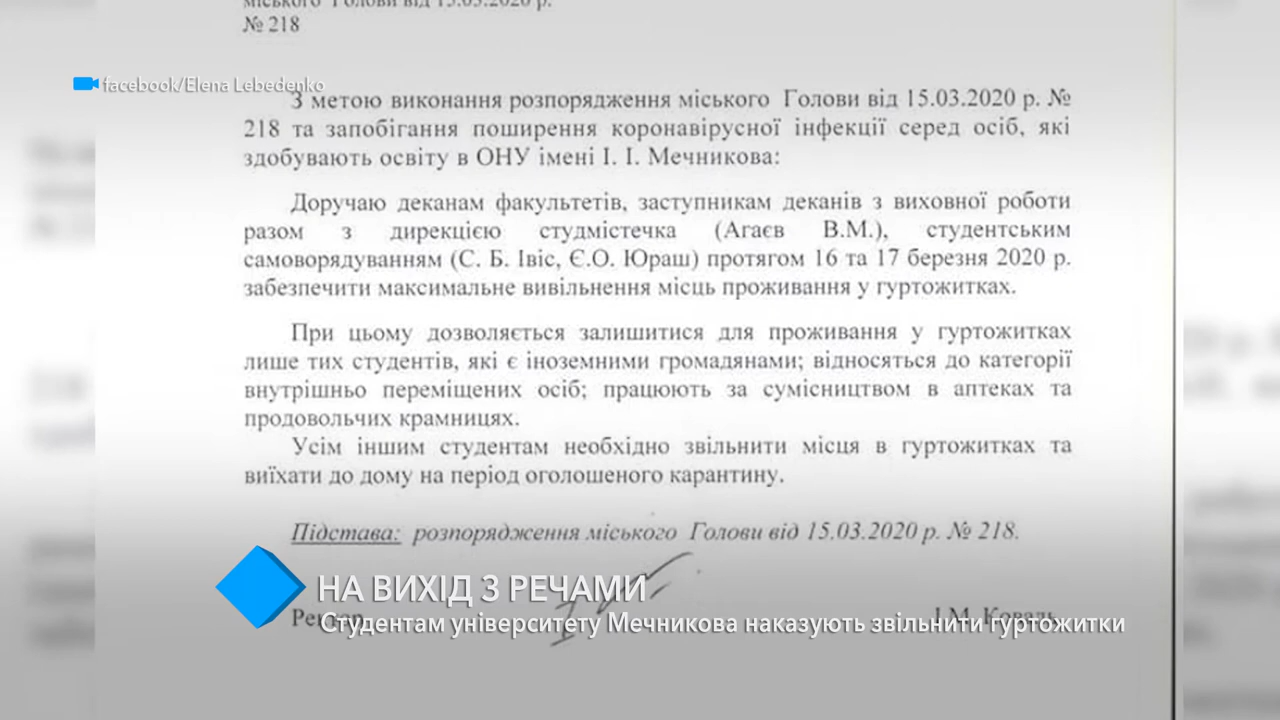 міського Голови від 15.03.2020 р.
№ 218
facebook/Elena Lebedenko
З метою виконання розпорядження міського Голови від 15.03.2020 р. №
218 та запобігання поширення коронавірусної інфекції серед осіб, які
здобувають освіту в ОНУ імені І. І. Мечникова:
Доручаю деканам факультетів, заступникам деканів з виховної роботи
разом з дирекцією студмістечка (Агаєв В.М.), студентським
самоворядуванням (С. Б. Івіс, Є.О. Юраш) протягом 16 та 17 березня 2020 р.
забезпечити максимальне вивільнення місць проживання у гуртожитках.
При цьому дозволяється залишитися для проживання у гуртожитках
лише тих студентів, які є іноземними громадянами; відносяться до категорії
внутрішньо переміщених осіб; працюють за сумісництвом в аптеках та
продовольчих крамницях.
Усім іншим студентам необхідно звільнити місця в гуртожитках та
виїхати до дому на період оголошеного карантину.
Підстава: розпорядження міського Голови від 15.03.2020 р. № 218.
НА ВИХІД З РЕЧАМИ
Ректор І.М. Коваль
Студентам університету Мечникова наказують звільнити гуртожитки